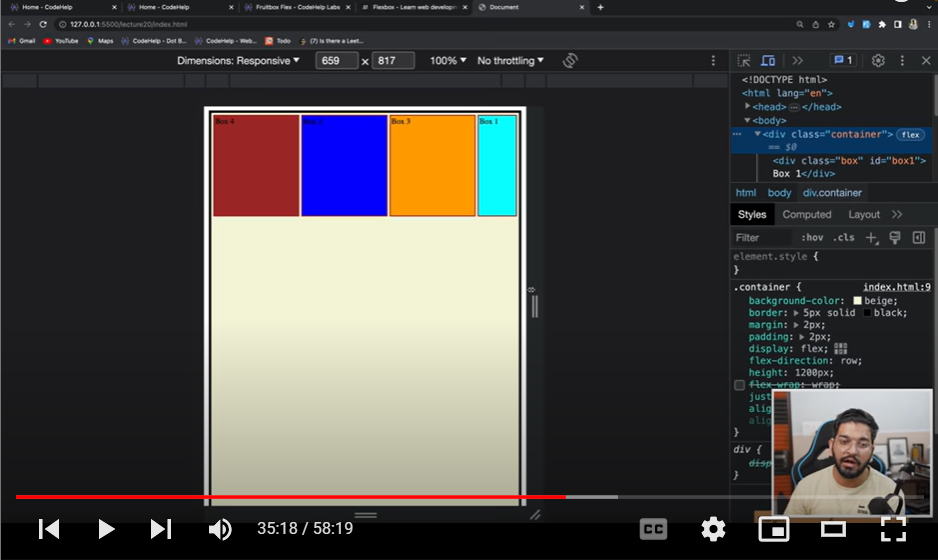 Home - CodeHelp
Home - CodeHelp
Fruitbox Flex - CodeHelp Labs
Flexbox - Learn web developm
Document
127.0.0.1:5500/lecture20/index.html
Gmail
YouTube
Maps
CodeHelp - Dot B...
CodeHelp - Web...
Todo
(7) Is there a Leet...
Dimensions: Responsive
659 x 817
100%
No throttling
1
<!DOCTYPE html>
<html lang="en">
<head> … </head>
<body>
<div class="container"> flex
== $0
<div class="box" id="box1">
Box 1</div>
html body div.container
Styles Computed Layout
Filter :hov .cls
element.style {
}
.container { index.html:9
background-color: beige;
border: 5px solid black;
margin: 2px;
padding: 2px;
display: flex;
flex-direction: row;
height: 1200px;
flex-wrap: wrap;
just
alig
alig
}
div {
disp
}
Box 4
Box 3
Box 1
35:18 / 58:19
CC